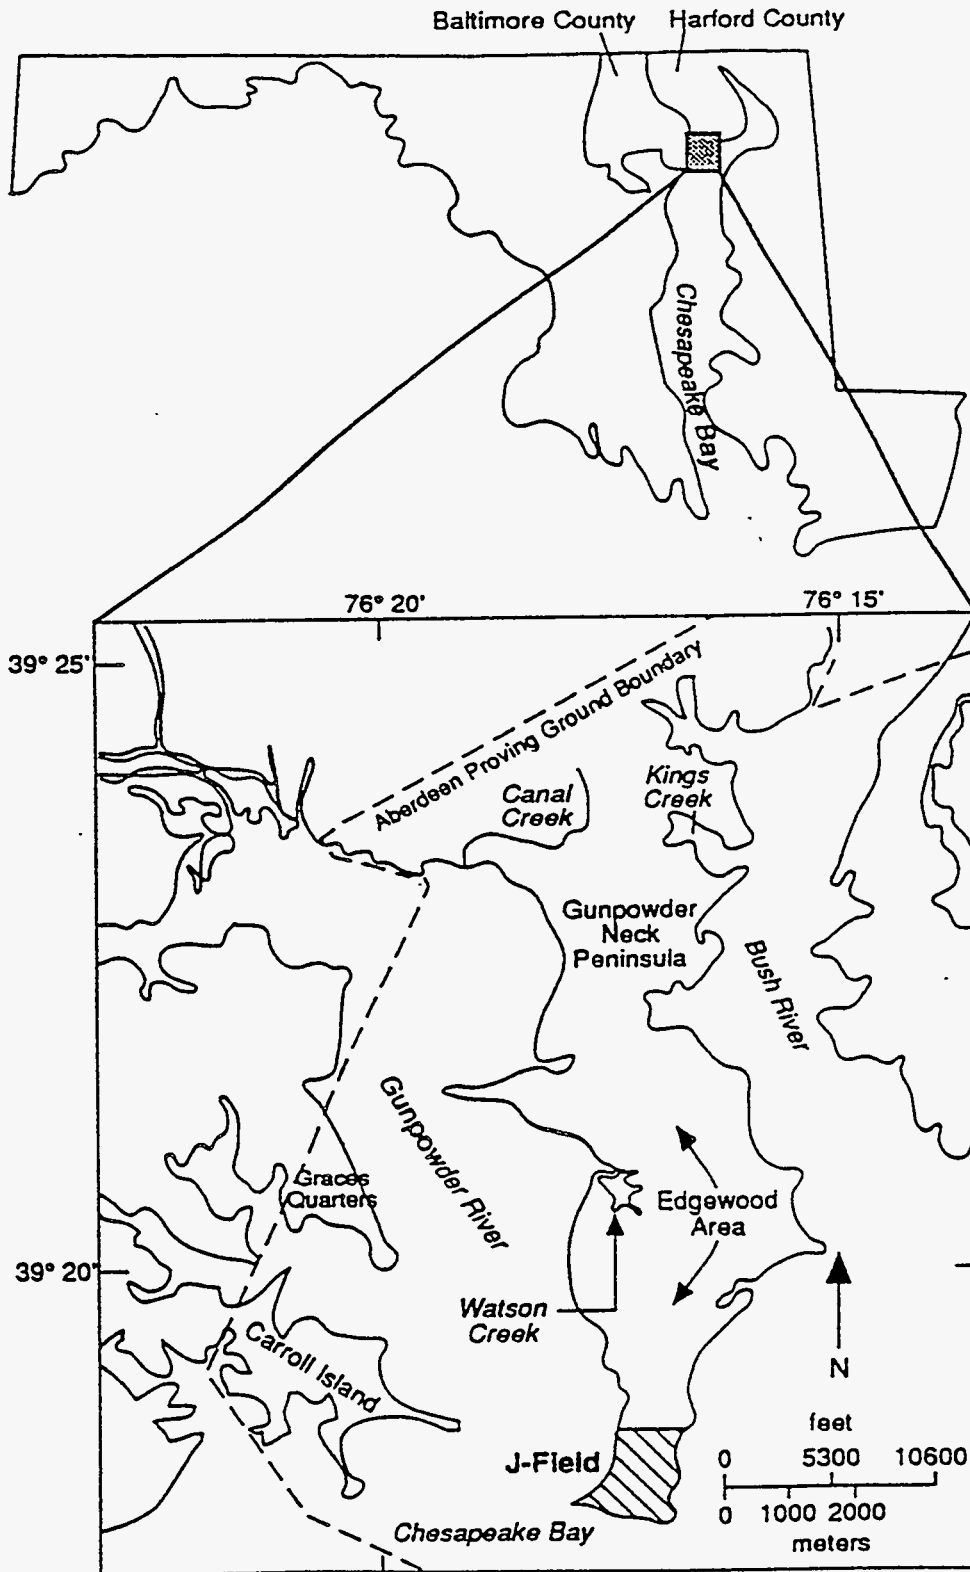 Baltimore County Harford County
Chesapeake Bay
76° 20' 76° 15'
39° 25'
Aberdeen Proving Ground Boundary
Canal
Creek
Kings
Creek
Gunpowder
Neck
Peninsula
Bush River
Gunpowder River
Graces
Quarters
Edgewood
Area
39° 20'
Watson
Creek
Carroll Island
N
feet
0 5300 10600
J-Field
0 1000 2000
meters
Chesapeake Bay